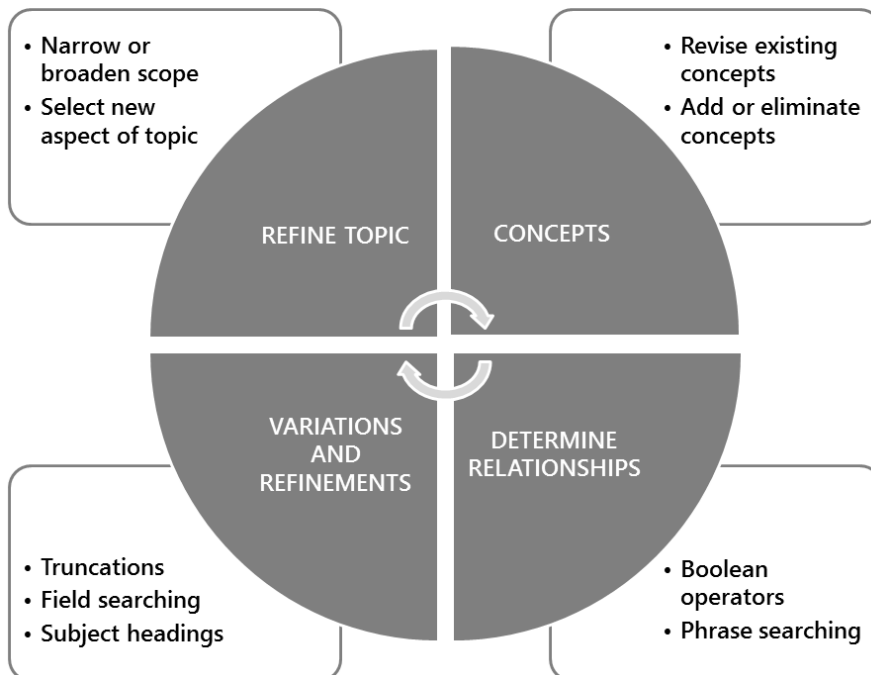 • Narrow or
broaden scope
• Select new
aspect of topic
• Revise existing
concepts
• Add or eliminate
concepts
REFINE TOPIC
CONCEPTS
VARIATIONS
AND
REFINEMENTS
DETERMINE
RELATIONSHIPS
• Truncations
• Field searching
• Subject headings
• Boolean
operators
• Phrase searching